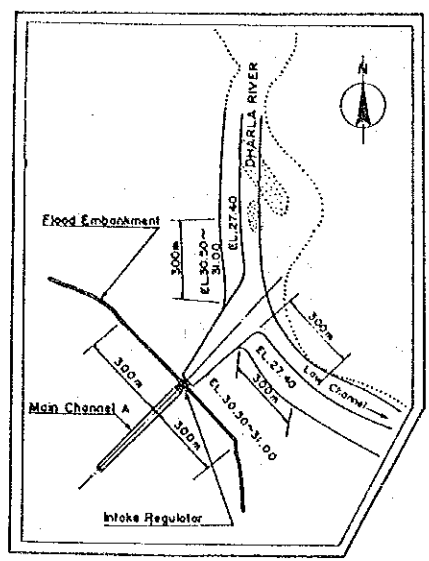 N
DHARLA RIVER
Flood Embankment
300m
EL.30.50~
31.00
EL.27.40
300m
EL.27.40
Low Channel
300m
300m
EL.30.50~31.00
Main Channel A
300m
Intake Regulator